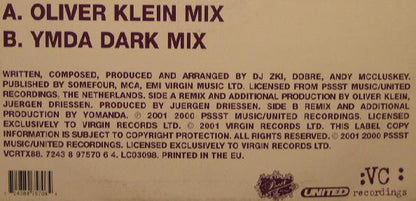 A. OLIVER KLEIN MIX
B. YMDA DARK MIX
WRITTEN, COMPOSED, PRODUCED AND ARRANGED BY DJ ZKI, DOBRE, ANDY MCCLUSKEY.
PUBLISHED BY SOMEFOUR, MCA, EMI VIRGIN MUSIC LTD. LICENSED FROM PSSST MUSIC/UNITED
RECORDINGS. THE NETHERLANDS. SIDE A REMIX AND ADDITIONAL PRODUCTION BY OLIVER KLEIN,
JUERGEN DRIESSEN. PRODUCED BY JUERGEN DRIESSEN. SIDE B REMIX AND ADDITIONAL
PRODUCTION BY YOMANDA. ℗ 2001 2000 PSSST MUSIC/UNITED RECORDINGS. LICENSED EXCLUSIVELY
TO VIRGIN RECORDS LTD. © 2001 VIRGIN RECORDS LTD. THIS LABEL COPY
INFORMATION IS SUBJECT TO COPYRIGHT PROTECTION. ALL RIGHTS RESERVED. © 2001 2000 PSSST
MUSIC/UNITED RECORDINGS. LICENSED EXCLUSIVELY TO VIRGIN RECORDS LTD.
VCRTX88. 7243 8 97570 6 4. LC03098. PRINTED IN THE EU.
UNITED
:VC:
recordings